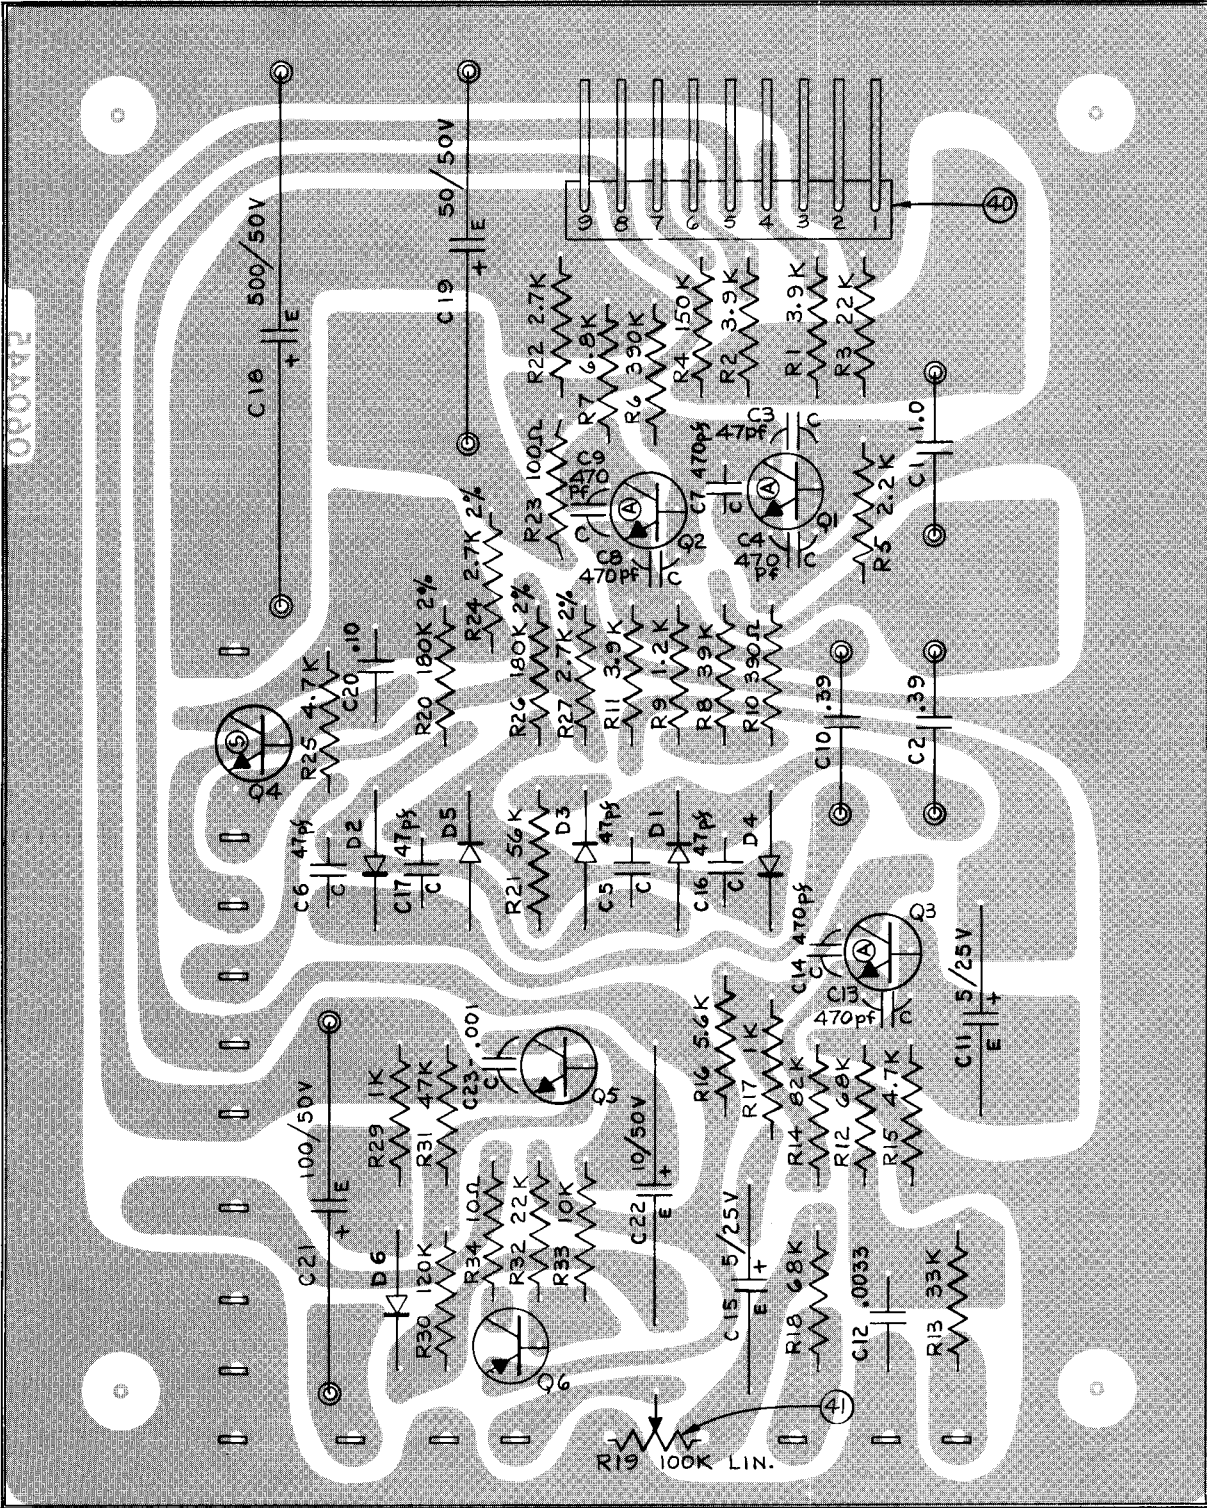 9 8 7 6 5 4 3 2 1
40
C18 500/50V
+ E
C19 50/50V
+ E
R22 2.7K
R7 6.8K
R6 390K
R4 150K
R2 3.9K
R1 3.9K
R3 22K
1060445
R23 100Ω
C9 470 pf
C
A
Q2
C8 470pf
C
C7 470pf
C
C3 47pf
C
A
Q1
C4 470 pf
C
R5 2.2K
C1 1.0
R24 2.7K 2%
R25 4.7K
C20 .10
R20 180K 2%
R26 180K 2%
R27 2.7K 2%
R11 3.9K
R9 1.2K
R8 39K
R10 390Ω
C10 .39
C2 .39
S
Q4
C6 47pf
C
D2
C17 47pf
C
D5
R21 56K
D3
C5 47pf
C
D1
C16 47pf
C
D4
C14 470pf
C
A
Q3
C13 470pf
C
C11 5/25V
E +
C21 100/50V
+ E
R29 1K
R31 47K
C23-.001
C
Q5
R16 5.6K
R17 1K
R14 82K
R12 68K
R15 4.7K
D6
R30 120K
R34 10Ω
R32 22K
R33 10K
C22 10/50V
E +
C15 5/25V
E +
R18 68K
C12 .0033
R13 33K
Q6
41
R19 100K LIN.